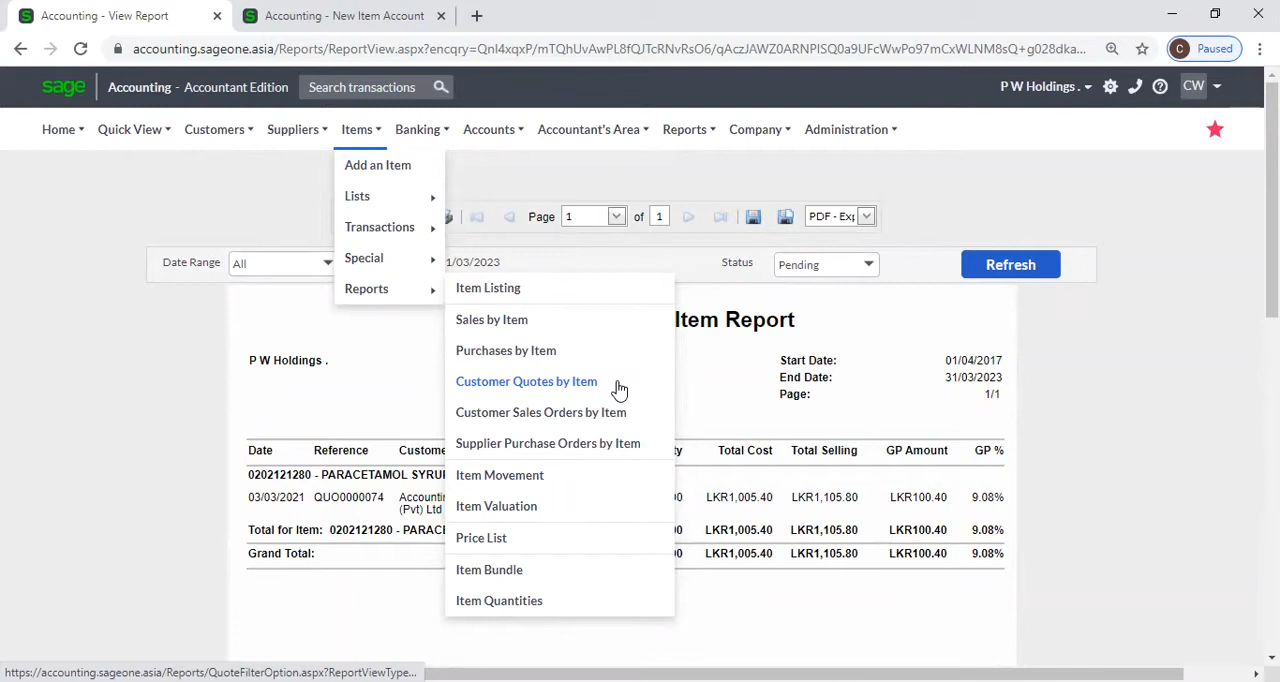 Accounting - View Report
Accounting - New Item Account
accounting.sageone.asia/Reports/ReportView.aspx?encqry=
Paused
sage Accounting - Accountant Edition Search transactions P W Holdings . CW
Home Quick View Customers Suppliers Items Banking Accounts Accountant's Area Reports Company Administration
Add an Item
Lists
Transactions
Special
Reports
Page 1 of 1 PDF - Exp
Date Range All 1/03/2023 Status Pending Refresh
Item Listing
Sales by Item
Purchases by Item
Customer Quotes by Item
Customer Sales Orders by Item
Supplier Purchase Orders by Item
Item Movement
Item Valuation
Price List
Item Bundle
Item Quantities
Item Report
P W Holdings .
Start Date: 01/04/2017
End Date: 31/03/2023
Page: 1/1
Date Reference Custome ty Total Cost Total Selling GP Amount GP %
0202121280 - PARACETAMOL SYRU
03/03/2021 QUO0000074 Accountin 00 LKR1,005.40 LKR1,105.80 LKR100.40 9.08%
(Pvt) Ltd
Total for Item: 0202121280 - PARAC 00 LKR1,005.40 LKR1,105.80 LKR100.40 9.08%
Grand Total: 00 LKR1,005.40 LKR1,105.80 LKR100.40 9.08%
https://accounting.sageone.asia/Reports/QuoteFilterOption.aspx?ReportViewType...